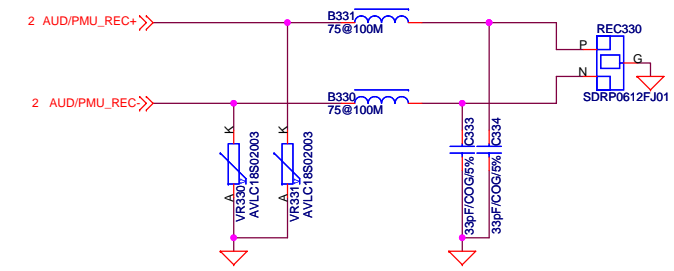 2 AUD/PMU_REC+
B331
75@100M
REC330
P
G
N
SDRP0612FJ01
2 AUD/PMU_REC-
B330
75@100M
K
A
VR330
AVLC18S02003
K
A
VR331
AVLC18S02003
33pF/COG/5% C333
33pF/COG/5% C334